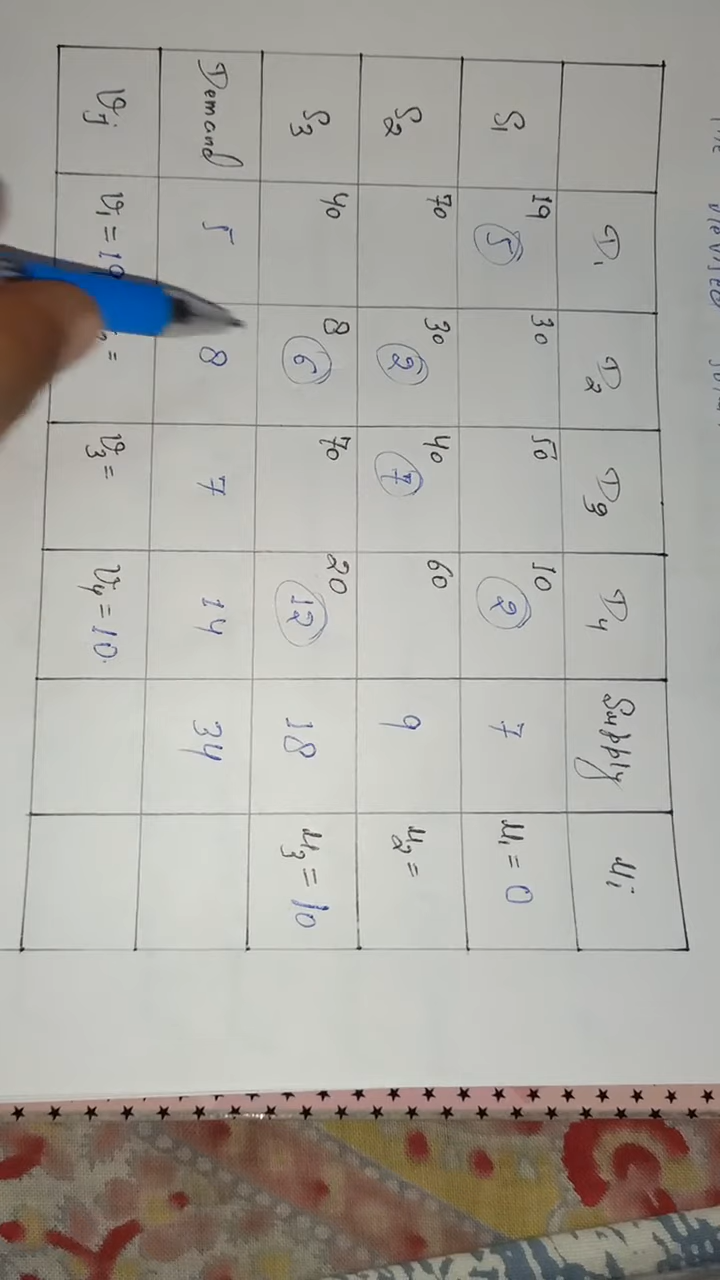 D1 D2 D3 D4 Supply ui
S1 19 (5) 30 50 10 (2) 7 u1 = 0
S2 70 30 (2) 40 (7) 60 9 u2 =
S3 40 8 (6) 70 20 (12) 18 u3 = 10
Demand 5 8 7 14 34
vj v1 = 19 = v3 = v4 = 10